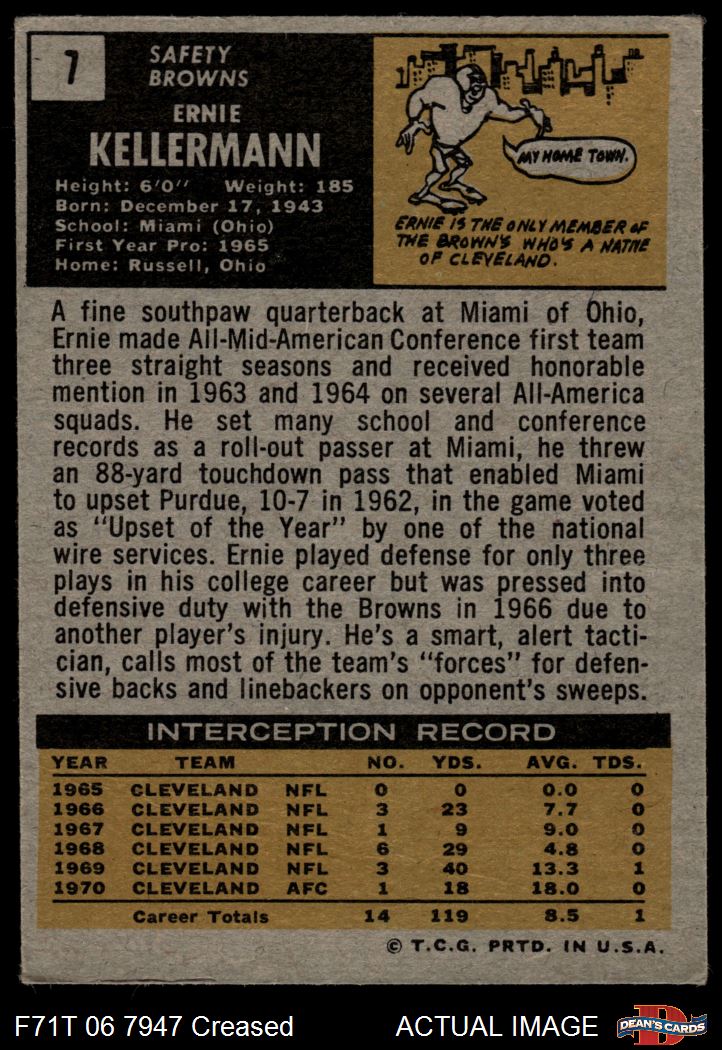 7
SAFETY
BROWNS
ERNIE
KELLERMANN
Height: 6'0" Weight: 185
Born: December 17, 1943
School: Miami (Ohio)
First Year Pro: 1965
Home: Russell, Ohio
MY HOME TOWN.
ERNIE IS THE ONLY MEMBER OF
THE BROWN'S WHO'S A NATIVE
OF CLEVELAND.
A fine southpaw quarterback at Miami of Ohio,
Ernie made All-Mid-American Conference first team
three straight seasons and received honorable
mention in 1963 and 1964 on several All-America
squads. He set many school and conference
records as a roll-out passer at Miami, he threw
an 88-yard touchdown pass that enabled Miami
to upset Purdue, 10-7 in 1962, in the game voted
as "Upset of the Year" by one of the national
wire services. Ernie played defense for only three
plays in his college career but was pressed into
defensive duty with the Browns in 1966 due to
another player's injury. He's a smart, alert tacti-
cian, calls most of the team's "forces" for defen-
sive backs and linebackers on opponent's sweeps.
INTERCEPTION RECORD
YEAR TEAM NO. YDS. AVG. TDS.
1965 CLEVELAND NFL 0 0 0.0 0
1966 CLEVELAND NFL 3 23 7.7 0
1967 CLEVELAND NFL 1 9 9.0 0
1968 CLEVELAND NFL 6 29 4.8 0
1969 CLEVELAND NFL 3 40 13.3 1
1970 CLEVELAND AFC 1 18 18.0 0
Career Totals 14 119 8.5 1
© T.C.G. PRTD. IN U.S.A.
F71T 06 7947 Creased ACTUAL IMAGE
D
DEAN'S CARDS